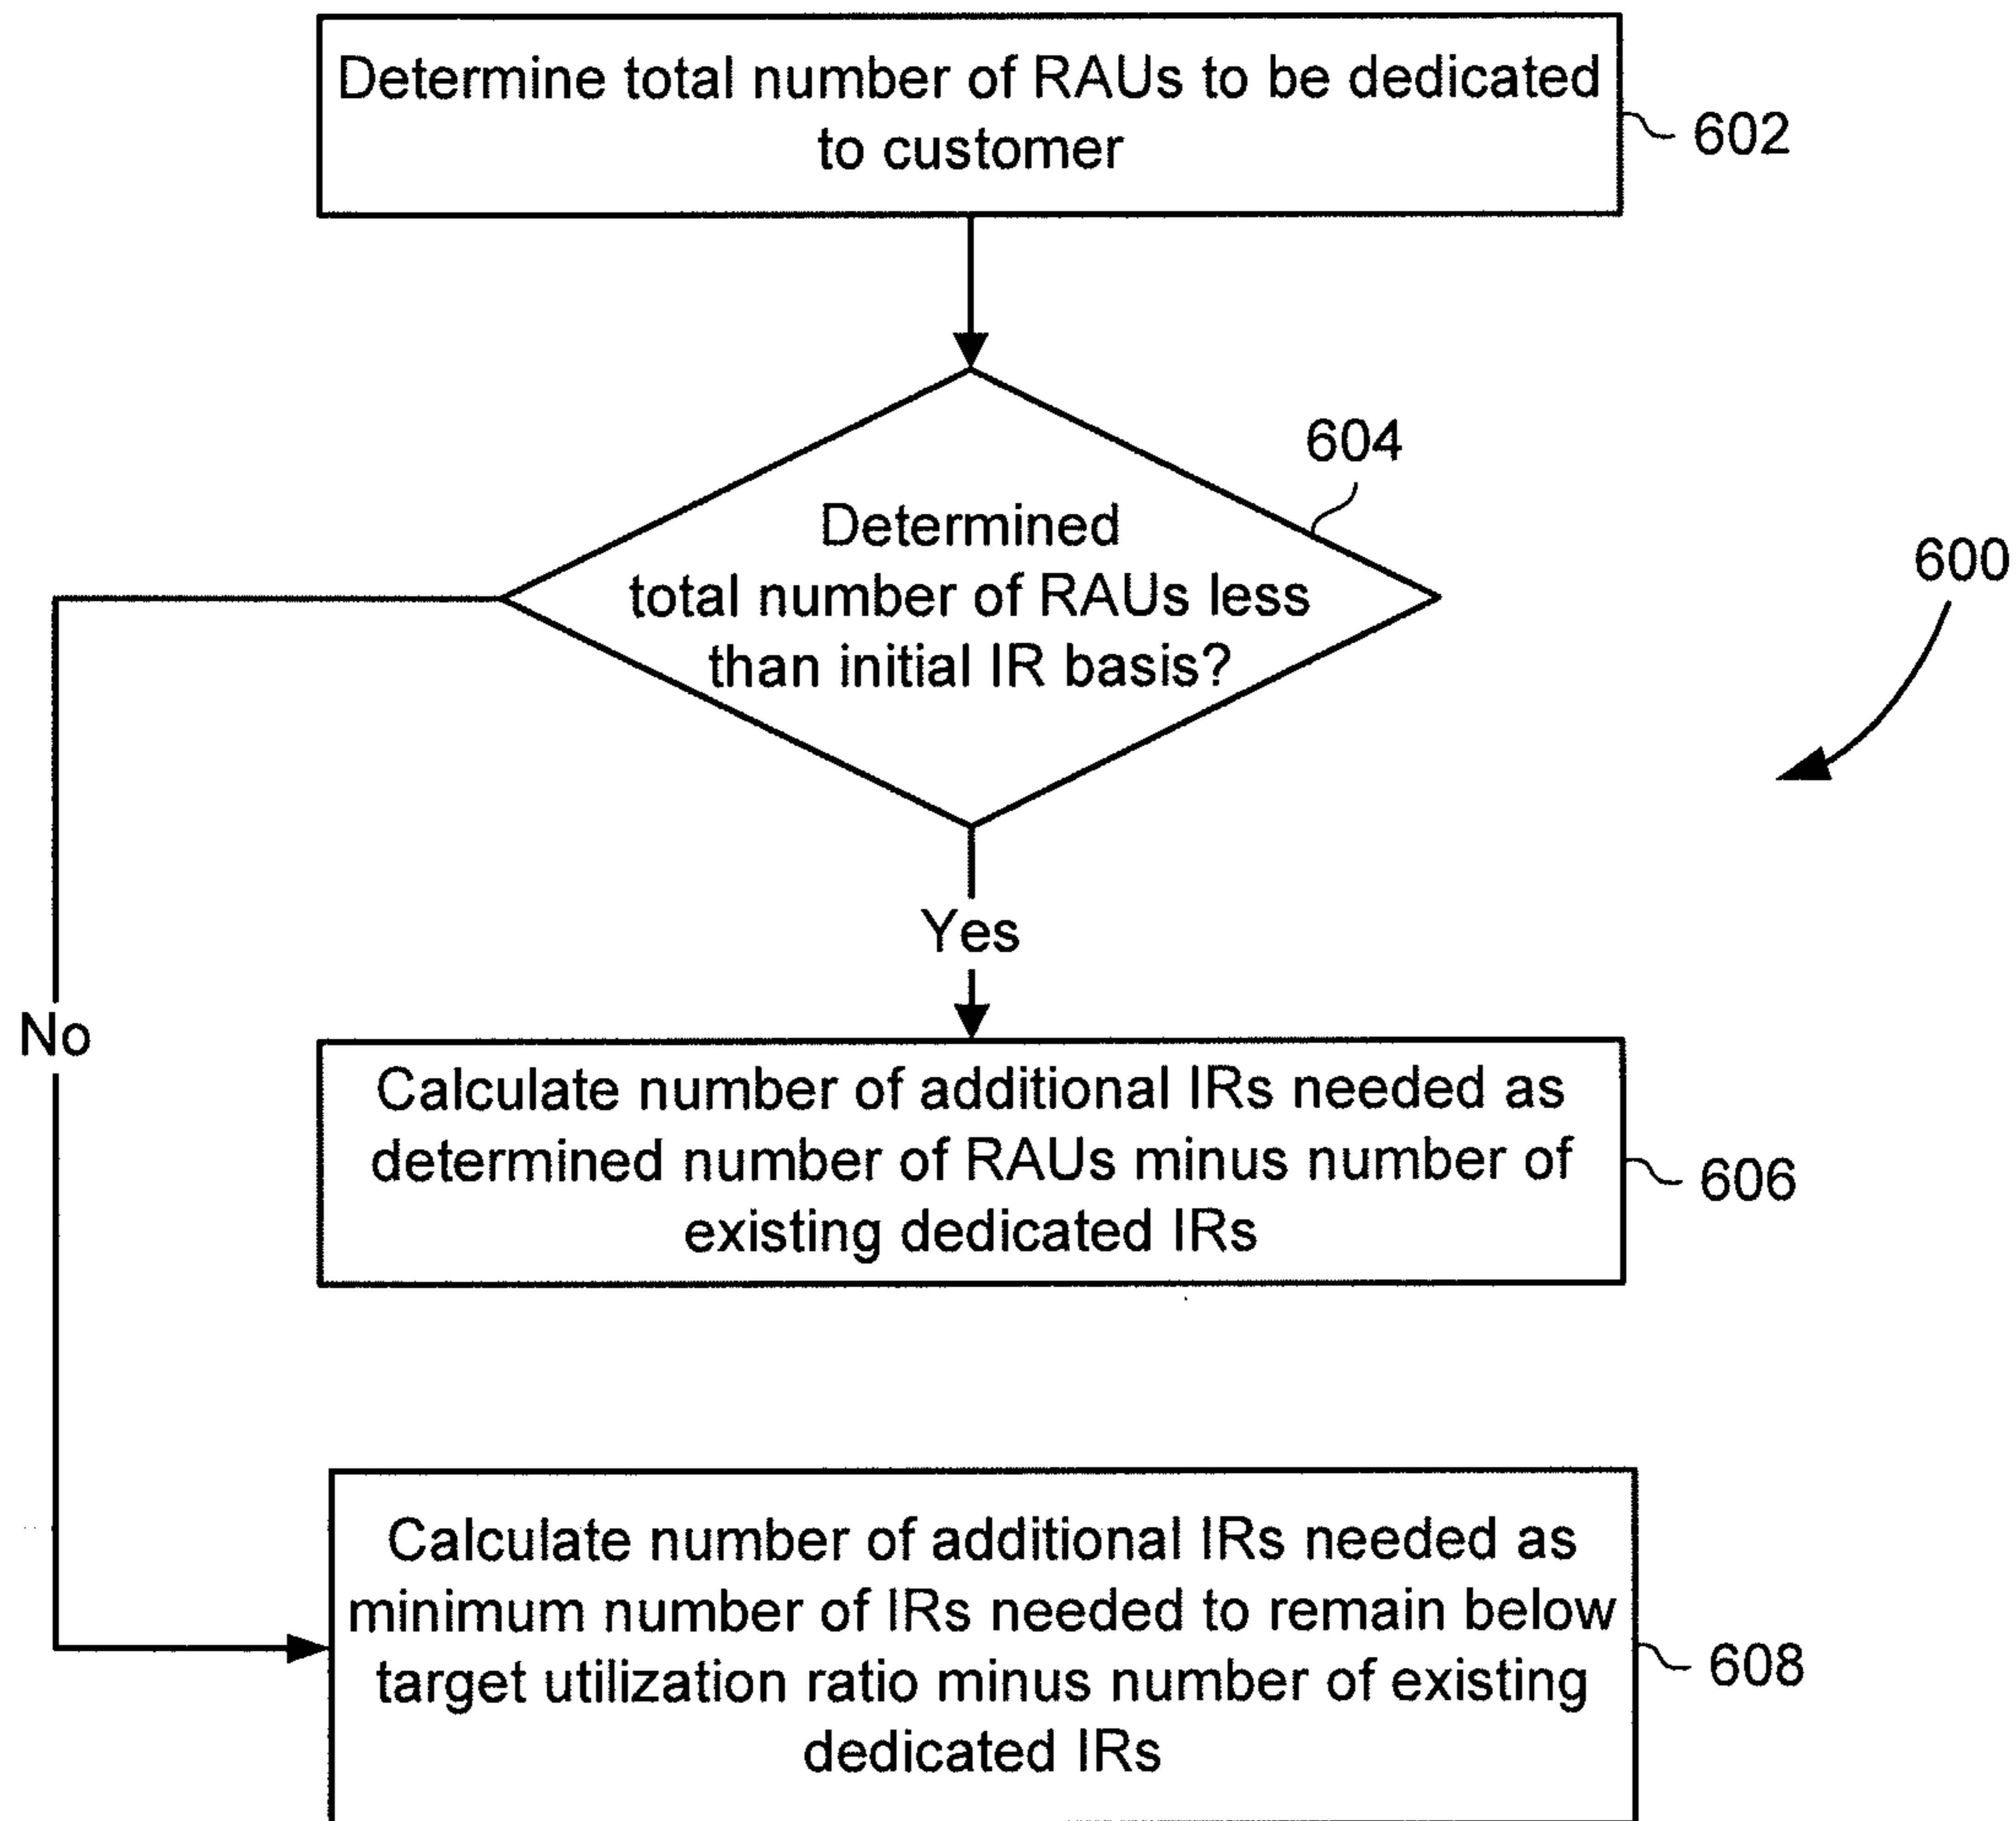 Determine total number of RAUs to be dedicated
to customer
602
604
Determined
total number of RAUs less
than initial IR basis?
600
Yes
No
Calculate number of additional IRs needed as
determined number of RAUs minus number of
existing dedicated IRs
606
Calculate number of additional IRs needed as
minimum number of IRs needed to remain below
target utilization ratio minus number of existing
dedicated IRs
608